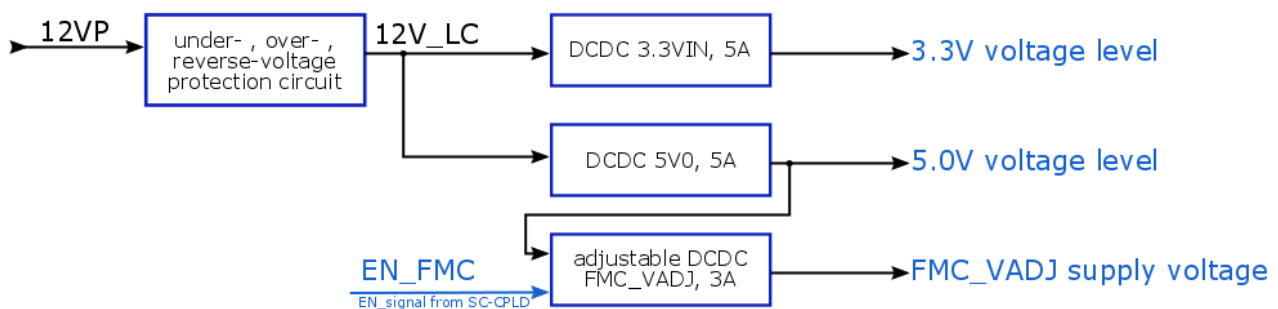 12VP
under- , over- ,
reverse-voltage
protection circuit
12V_LC
DCDC 3.3VIN, 5A
3.3V voltage level
DCDC 5V0, 5A
5.0V voltage level
EN_FMC
EN_signal from SC-CPLD
adjustable DCDC
FMC_VADJ, 3A
FMC_VADJ supply voltage